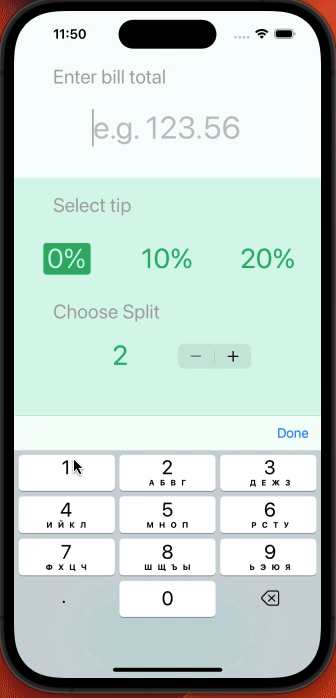 11:50
Enter bill total
e.g. 123.56
Select tip
0% 10% 20%
Choose Split
2 − +
Done
1 2 3
А Б В Г Д Е Ж З
4 5 6
И Й К Л М Н О П Р С Т У
7 8 9
Ф Х Ц Ч Ш Щ Ъ Ы Ь Э Ю Я
. 0